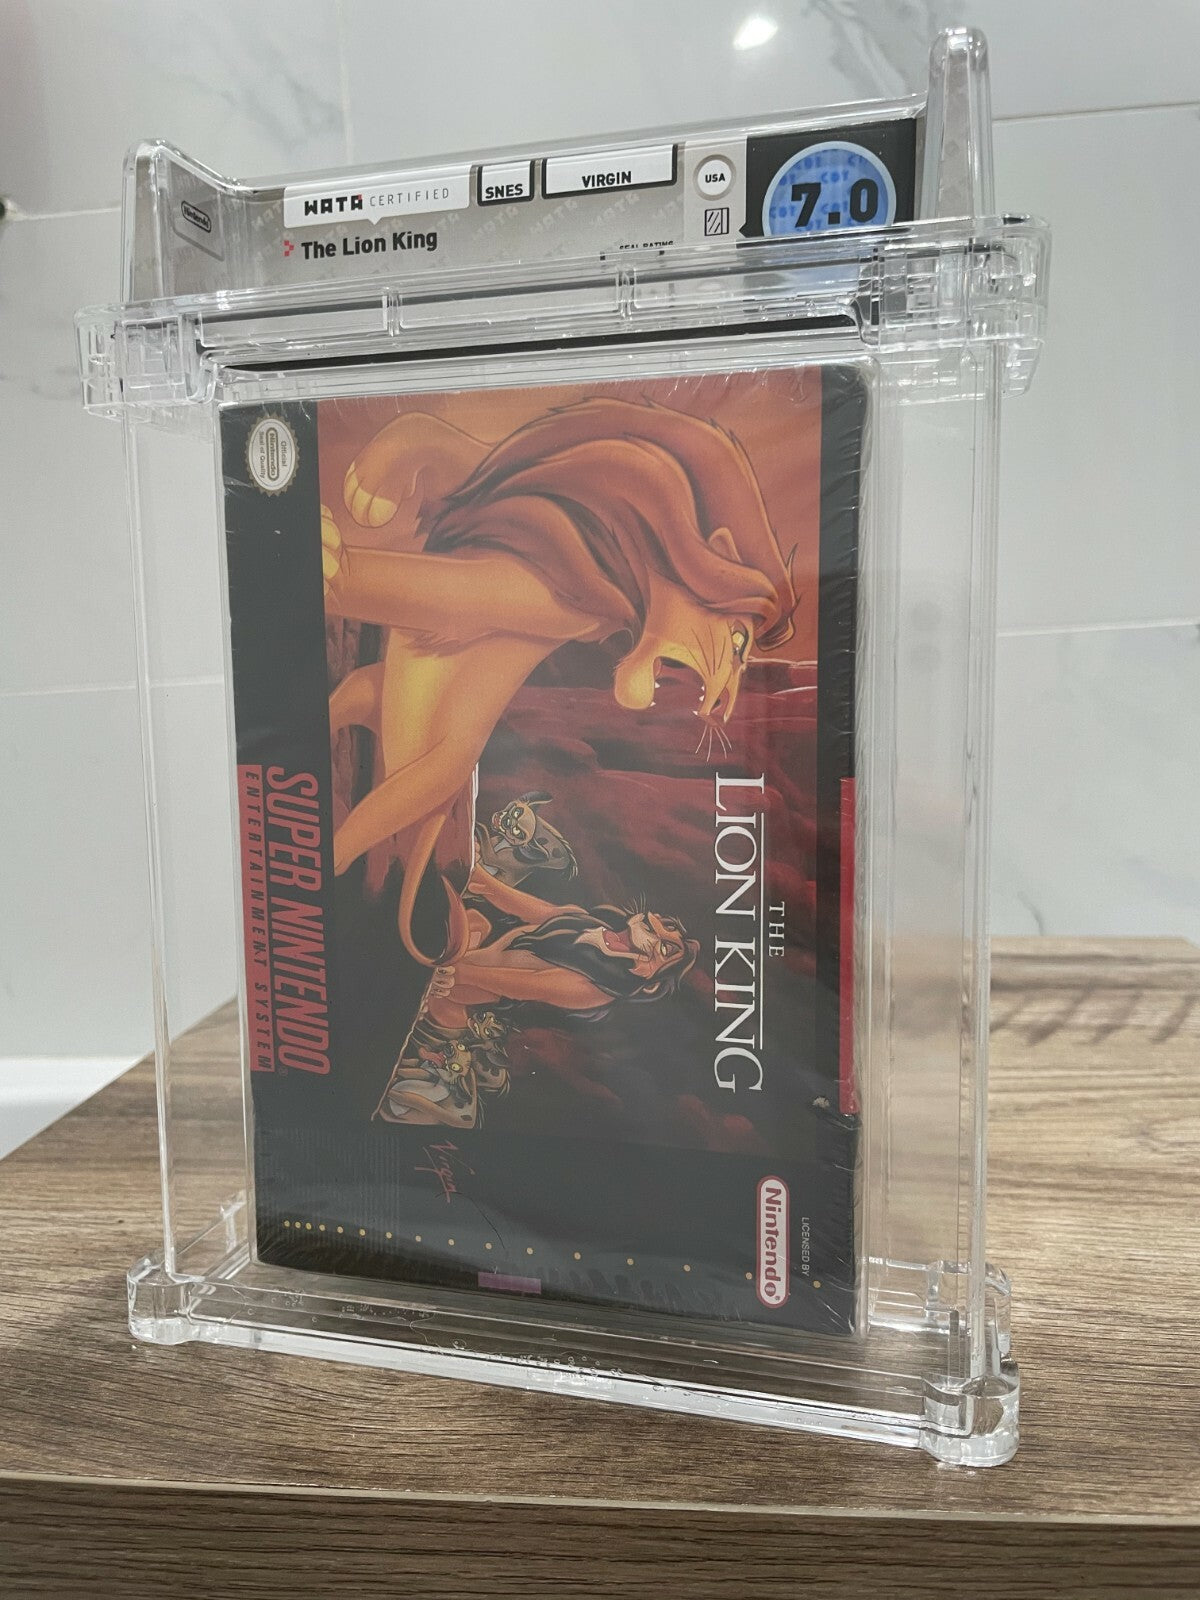 WATA CERTIFIED
SNES
VIRGIN
USA
7.0
Nintendo
The Lion King
SEAL RATING
Official
Nintendo
Seal of Quality
THE
LION KING
SUPER NINTENDO
ENTERTAINMENT SYSTEM
Virgin
LICENSED BY
Nintendo